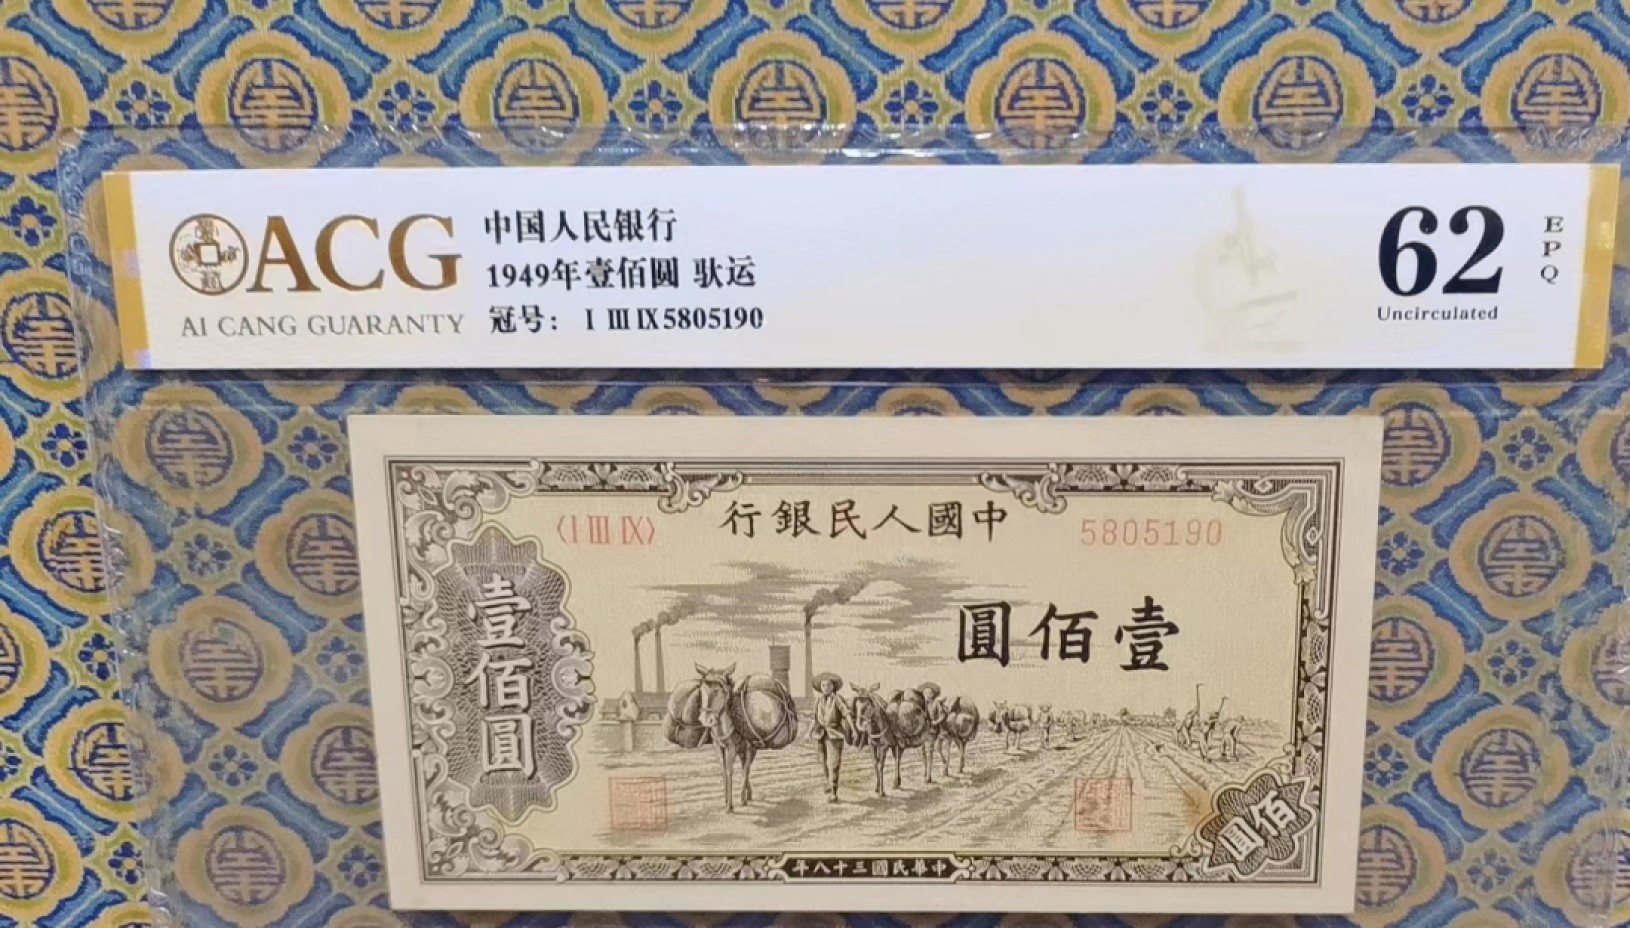 ACG
AI CANG GUARANTY
中国人民银行
1949年壹佰圆 驮运
冠号： I III IX5805190
62
Uncirculated
EPQ
〈I III IX〉
行銀民人國中
5805190
圓佰壹
壹佰圓
圓佰
年八十三國民華中